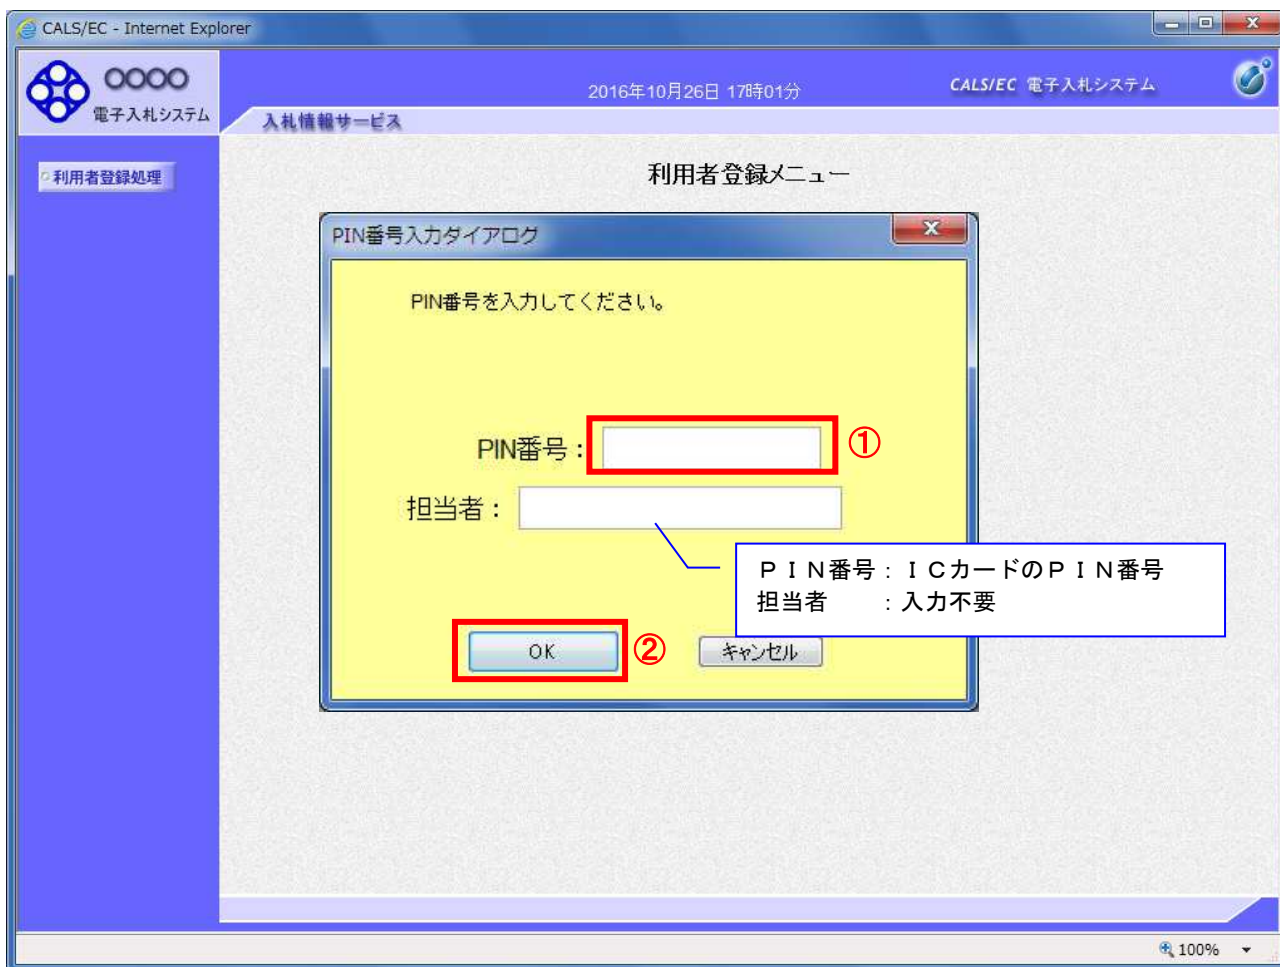 CALS/EC - Internet Explorer
○○○○
電子入札システム
2016年10月26日 17時01分
CALS/EC 電子入札システム
入札情報サービス
利用者登録処理
利用者登録メニュー
PIN番号入力ダイアログ
PIN番号を入力してください。
PIN番号：
①
担当者：
ＰＩＮ番号：ＩＣカードのＰＩＮ番号
担当者　　：入力不要
OK
②
キャンセル
100%